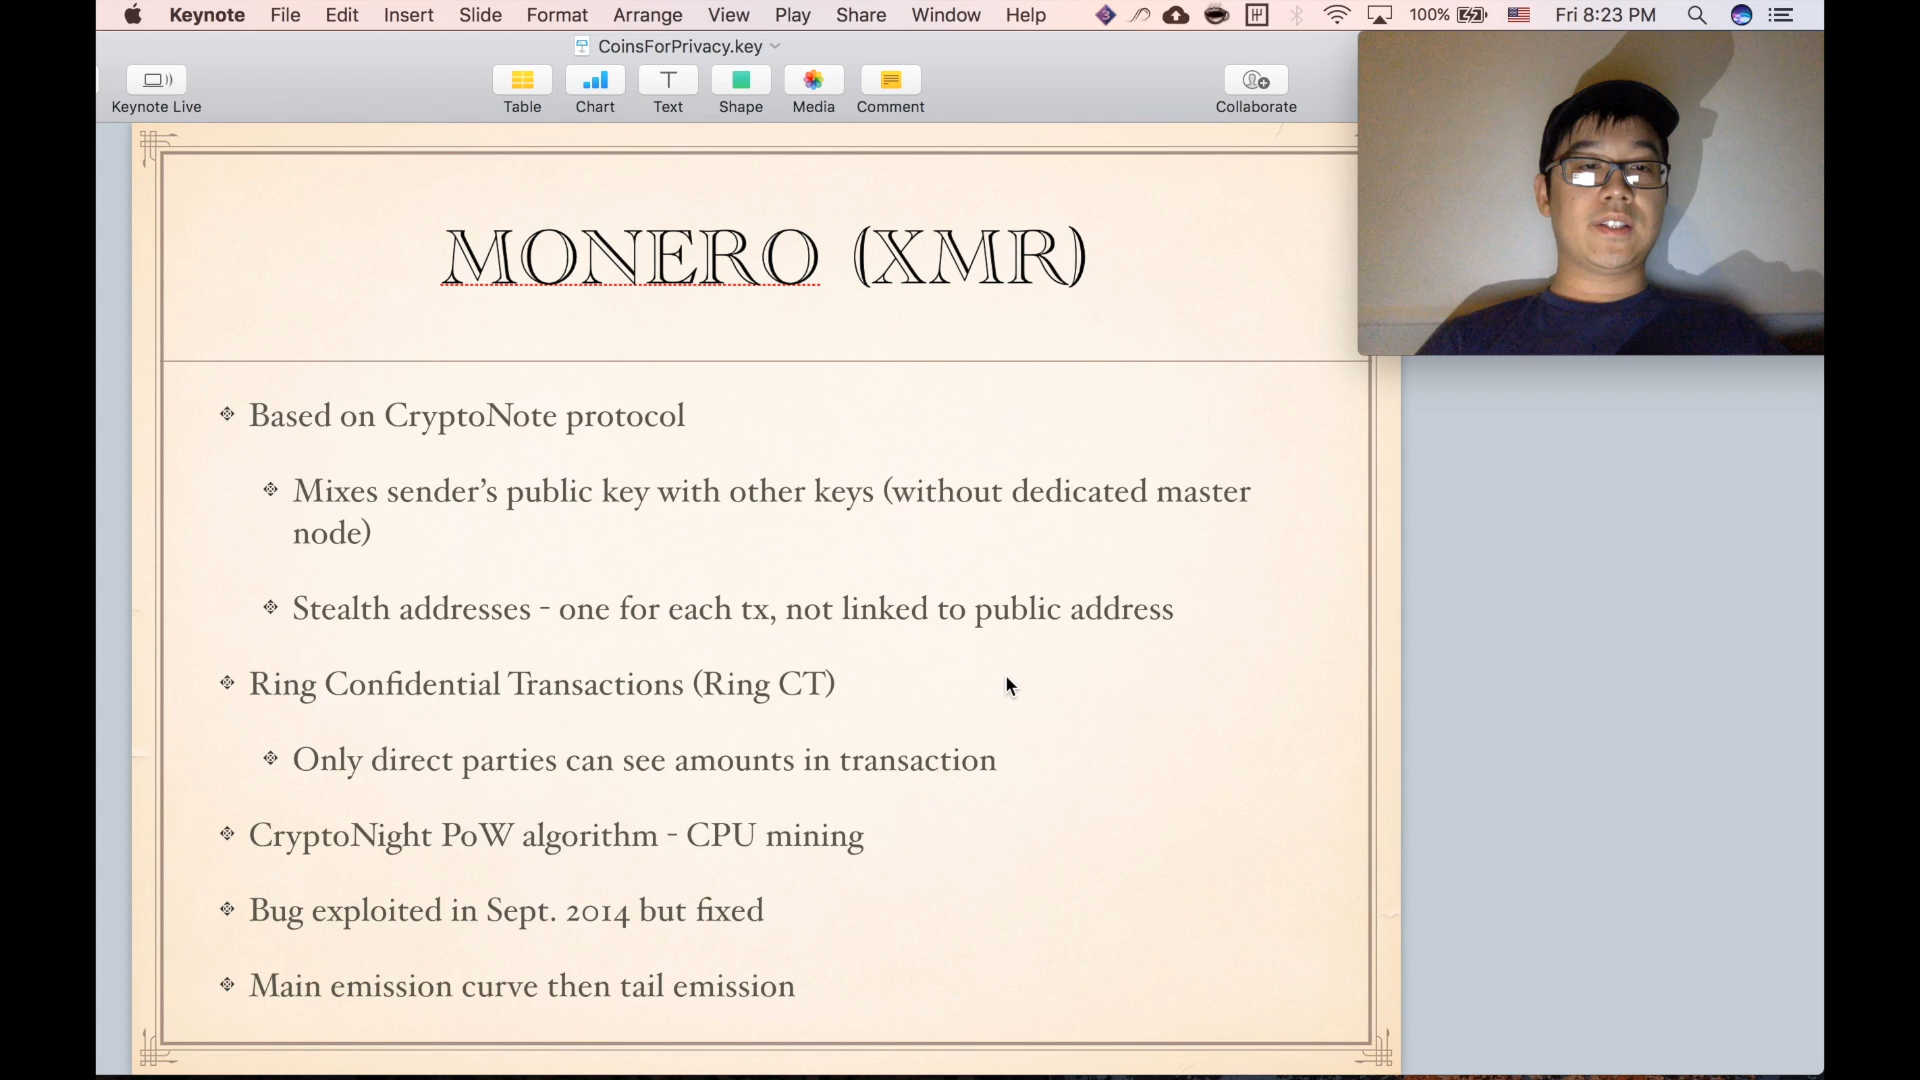 Keynote File Edit Insert Slide Format Arrange View Play Share Window Help 3 100% Fri 8:23 PM
CoinsForPrivacy.key
Keynote Live Table Chart Text Shape Media Comment Collaborate
MONERO (XMR)
Based on CryptoNote protocol
Mixes sender’s public key with other keys (without dedicated master
node)
Stealth addresses - one for each tx, not linked to public address
Ring Confidential Transactions (Ring CT)
Only direct parties can see amounts in transaction
CryptoNight PoW algorithm - CPU mining
Bug exploited in Sept. 2014 but fixed
Main emission curve then tail emission